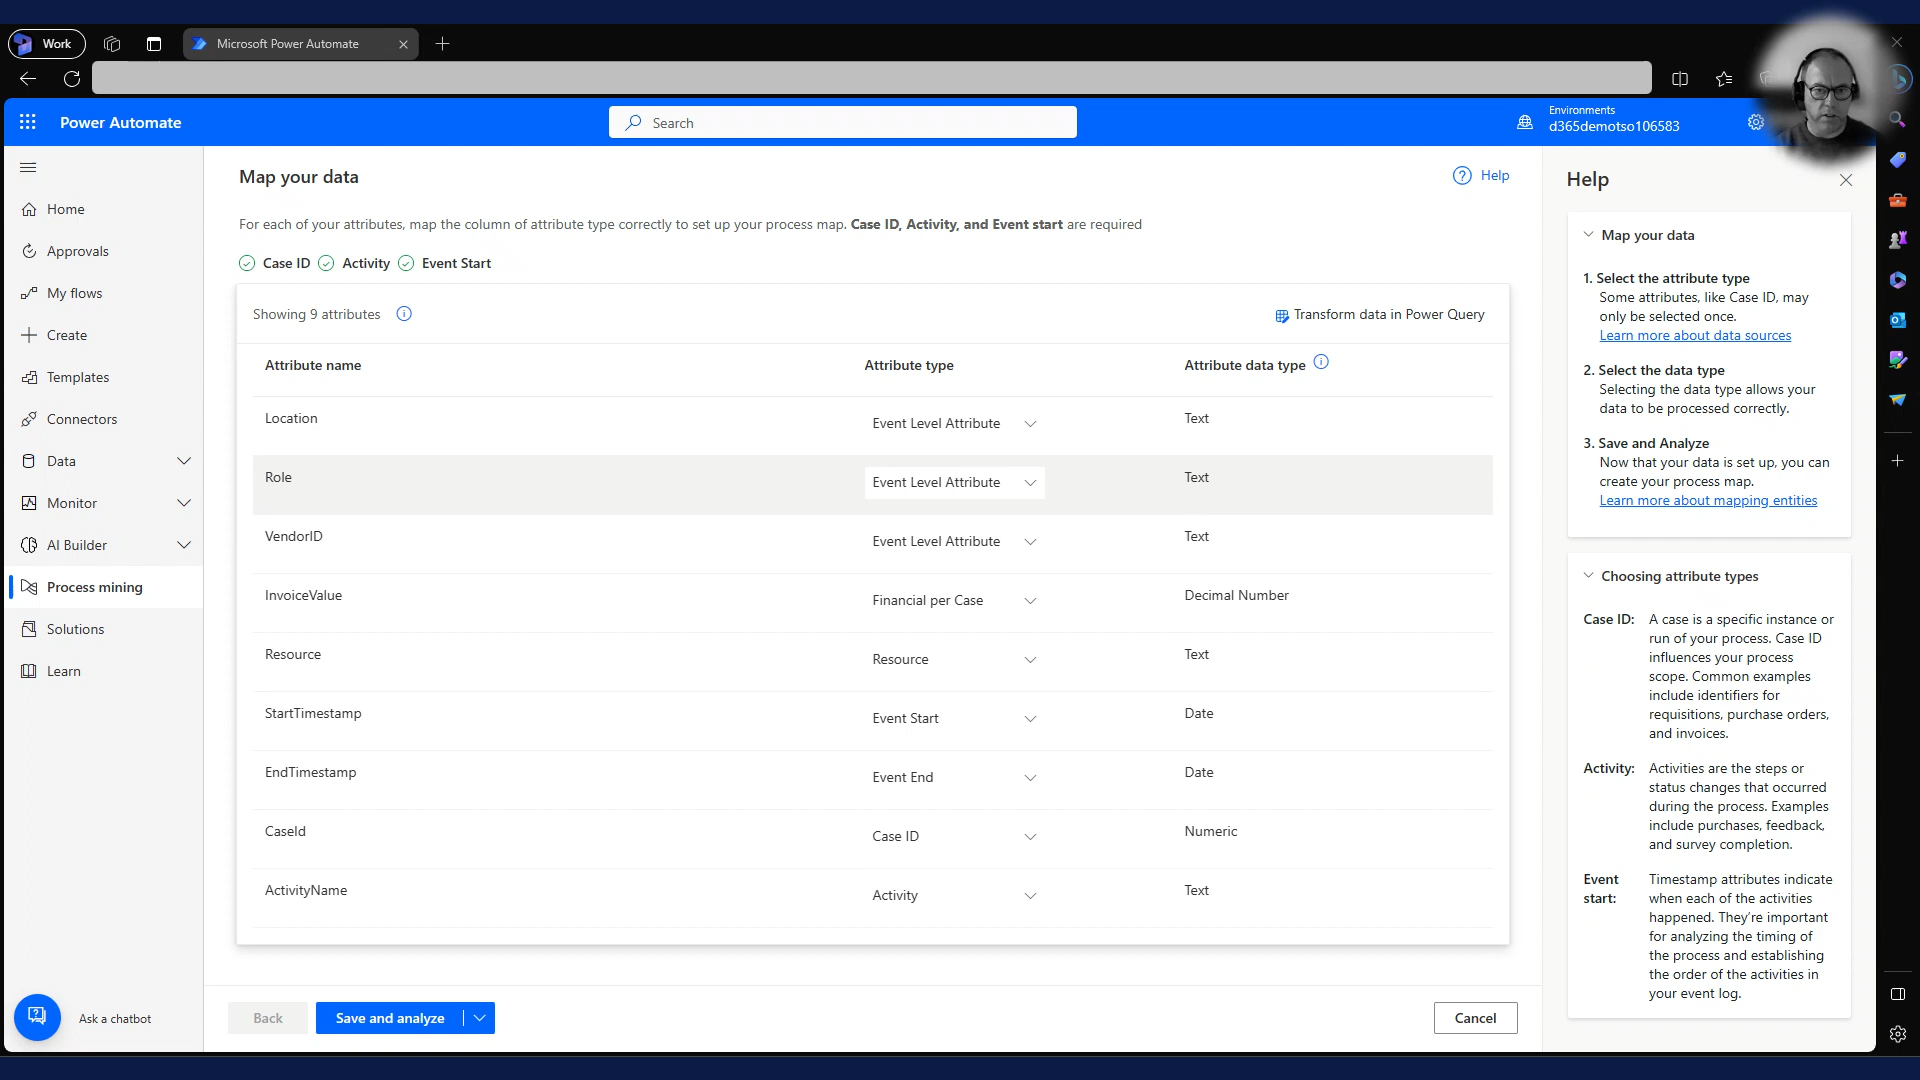 Work
Microsoft Power Automate
Power Automate
Search
Environments
d365demotso106583
Home
Approvals
My flows
Create
Templates
Connectors
Data
Monitor
AI Builder
Process mining
Solutions
Learn
Ask a chatbot
Map your data
Help
For each of your attributes, map the column of attribute type correctly to set up your process map. Case ID, Activity, and Event start are required
Case ID Activity Event Start
Showing 9 attributes
Transform data in Power Query
Attribute name Attribute type Attribute data type
Location Event Level Attribute Text
Role Event Level Attribute Text
VendorID Event Level Attribute Text
InvoiceValue Financial per Case Decimal Number
Resource Resource Text
StartTimestamp Event Start Date
EndTimestamp Event End Date
CaseId Case ID Numeric
ActivityName Activity Text
Back
Save and analyze
Cancel
Help
Map your data
1. Select the attribute type
Some attributes, like Case ID, may
only be selected once.
Learn more about data sources
2. Select the data type
Selecting the data type allows your
data to be processed correctly.
3. Save and Analyze
Now that your data is set up, you can
create your process map.
Learn more about mapping entities
Choosing attribute types
Case ID: A case is a specific instance or
run of your process. Case ID
influences your process
scope. Common examples
include identifiers for
requisitions, purchase orders,
and invoices.
Activity: Activities are the steps or
status changes that occurred
during the process. Examples
include purchases, feedback,
and survey completion.
Event Timestamp attributes indicate
start: when each of the activities
happened. They're important
for analyzing the timing of
the process and establishing
the order of the activities in
your event log.